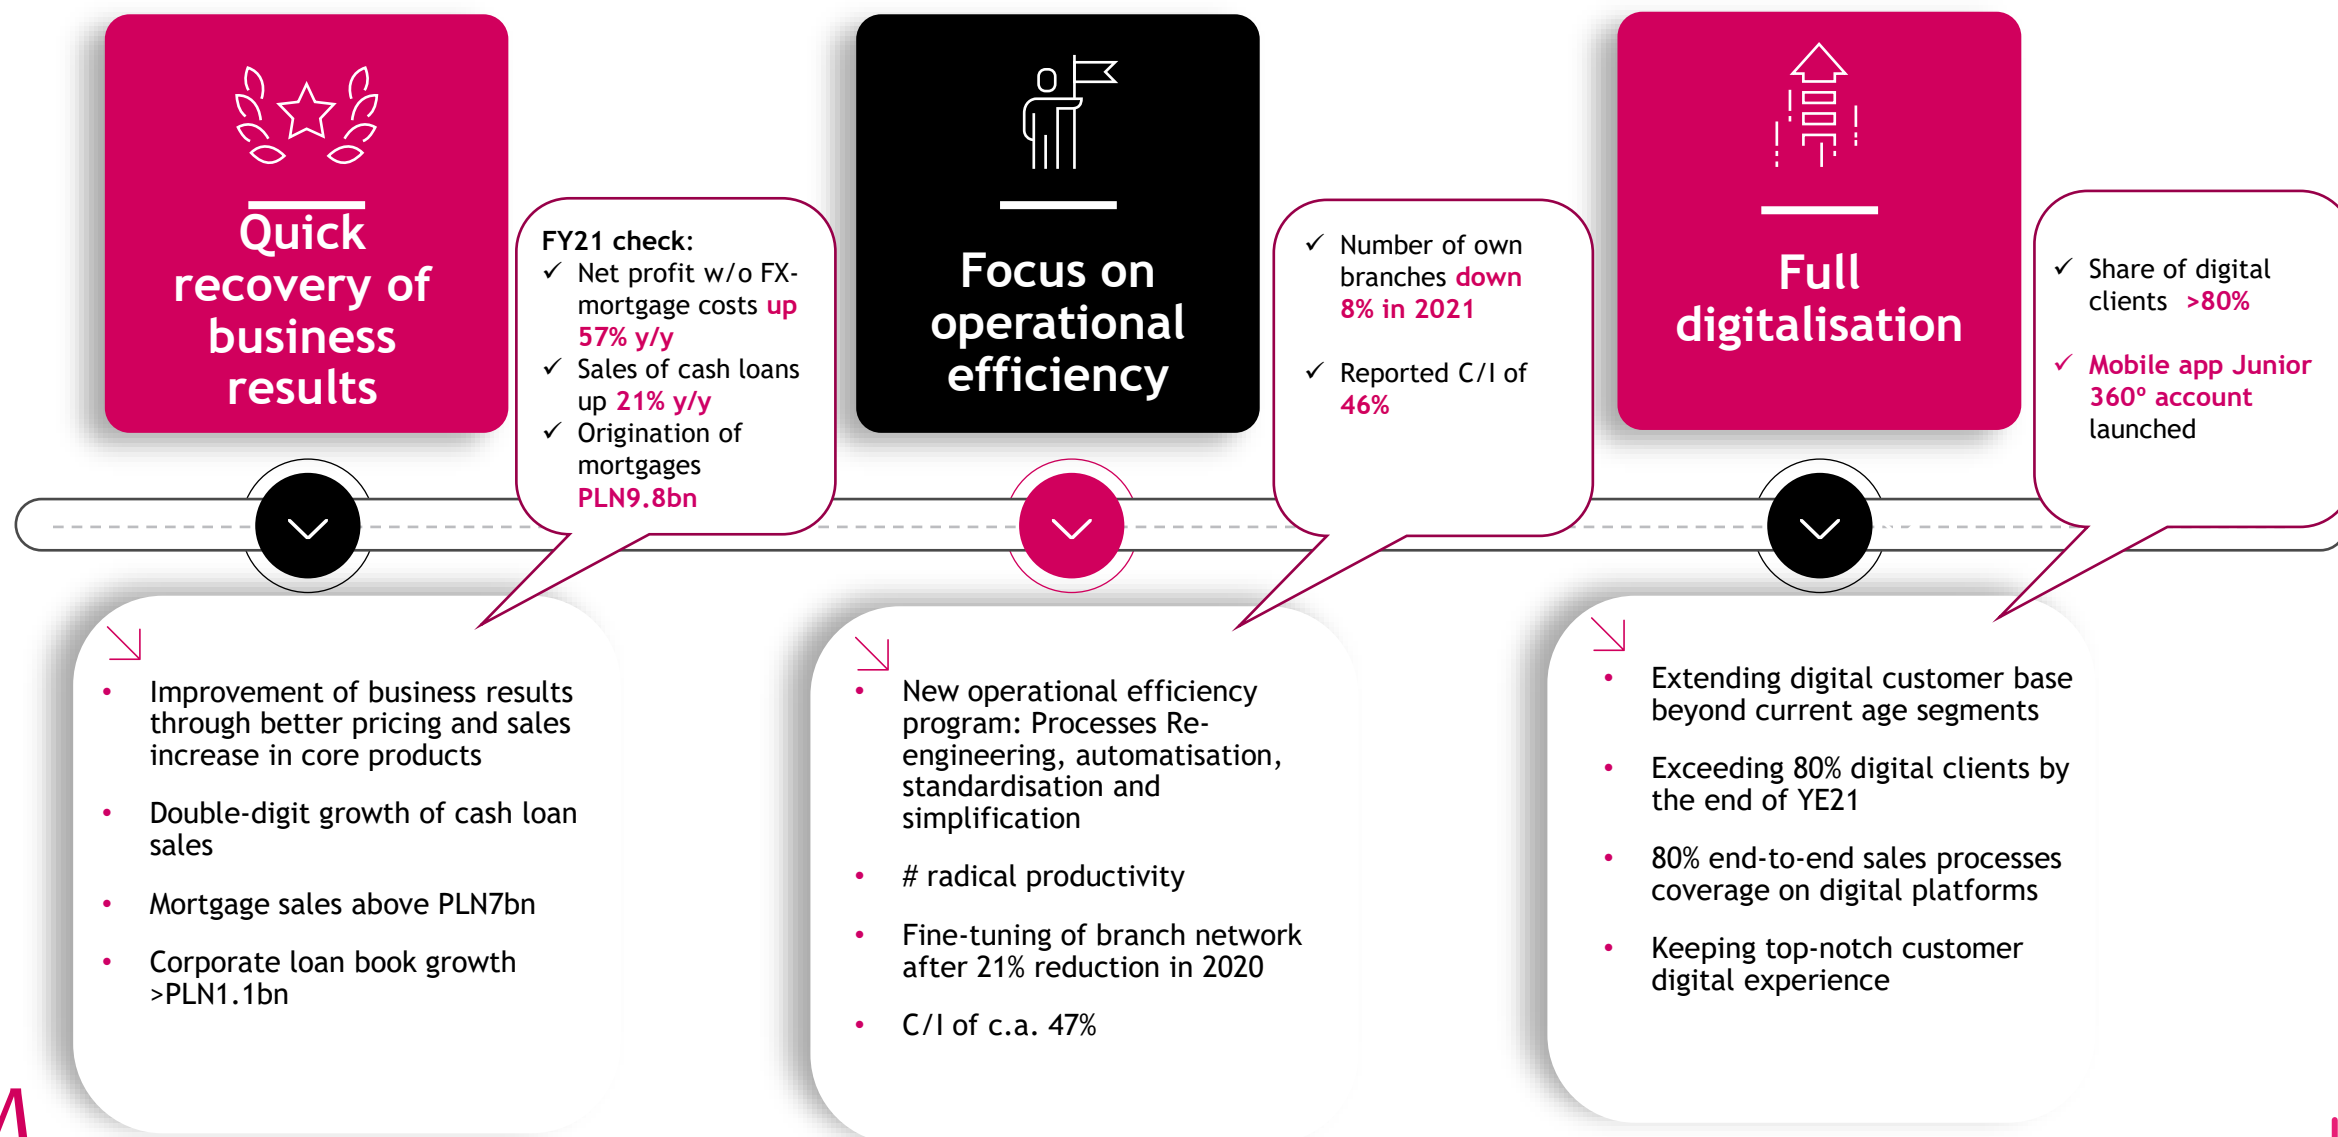 Quick
recovery of
business
results
FY21 check:
✓ Net profit w/o FX-
mortgage costs up
57% y/y
✓ Sales of cash loans
up 21% y/y
✓ Origination of
mortgages
PLN9.8bn
• Improvement of business results
through better pricing and sales
increase in core products
• Double-digit growth of cash loan
sales
• Mortgage sales above PLN7bn
• Corporate loan book growth
>PLN1.1bn
Focus on
operational
efficiency
✓ Number of own
branches down
8% in 2021
✓ Reported C/I of
46%
• New operational efficiency
program: Processes Re-
engineering, automatisation,
standardisation and
simplification
• # radical productivity
• Fine-tuning of branch network
after 21% reduction in 2020
• C/I of c.a. 47%
Full
digitalisation
✓ Share of digital
clients >80%
✓ Mobile app Junior
360º account
launched
• Extending digital customer base
beyond current age segments
• Exceeding 80% digital clients by
the end of YE21
• 80% end-to-end sales processes
coverage on digital platforms
• Keeping top-notch customer
digital experience